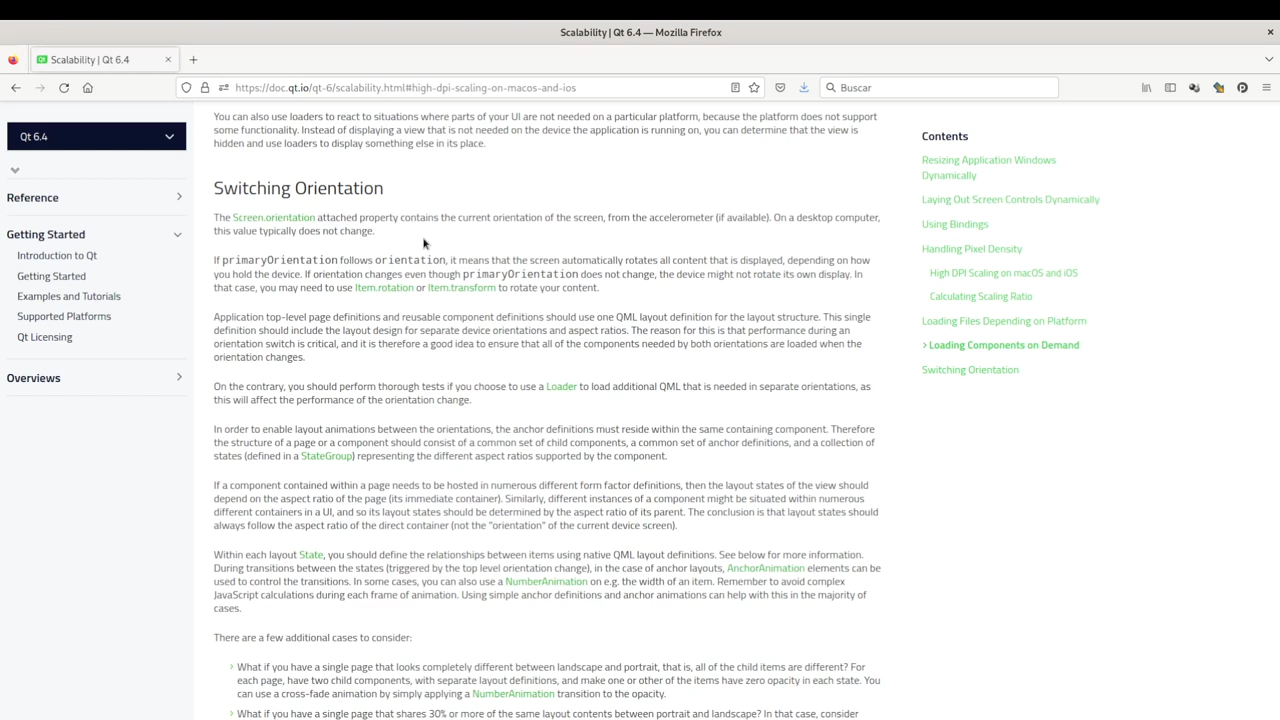 Scalability | Qt 6.4 — Mozilla Firefox
Scalability | Qt 6.4
https://doc.qt.io/qt-6/scalability.html#high-dpi-scaling-on-macos-and-ios
Buscar
Qt 6.4
Reference
Getting Started
Introduction to Qt
Getting Started
Examples and Tutorials
Supported Platforms
Qt Licensing
Overviews
You can also use loaders to react to situations where parts of your UI are not needed on a particular platform, because the platform does not support
some functionality. Instead of displaying a view that is not needed on the device the application is running on, you can determine that the view is
hidden and use loaders to display something else in its place.
Switching Orientation
The Screen.orientation attached property contains the current orientation of the screen, from the accelerometer (if available). On a desktop computer,
this value typically does not change.
If primaryOrientation follows orientation, it means that the screen automatically rotates all content that is displayed, depending on how
you hold the device. If orientation changes even though primaryOrientation does not change, the device might not rotate its own display. In
that case, you may need to use Item.rotation or Item.transform to rotate your content.
Application top-level page definitions and reusable component definitions should use one QML layout definition for the layout structure. This single
definition should include the layout design for separate device orientations and aspect ratios. The reason for this is that performance during an
orientation switch is critical, and it is therefore a good idea to ensure that all of the components needed by both orientations are loaded when the
orientation changes.
On the contrary, you should perform thorough tests if you choose to use a Loader to load additional QML that is needed in separate orientations, as
this will affect the performance of the orientation change.
In order to enable layout animations between the orientations, the anchor definitions must reside within the same containing component. Therefore
the structure of a page or a component should consist of a common set of child components, a common set of anchor definitions, and a collection of
states (defined in a StateGroup) representing the different aspect ratios supported by the component.
If a component contained within a page needs to be hosted in numerous different form factor definitions, then the layout states of the view should
depend on the aspect ratio of the page (its immediate container). Similarly, different instances of a component might be situated within numerous
different containers in a UI, and so its layout states should be determined by the aspect ratio of its parent. The conclusion is that layout states should
always follow the aspect ratio of the direct container (not the "orientation" of the current device screen).
Within each layout State, you should define the relationships between items using native QML layout definitions. See below for more information.
During transitions between the states (triggered by the top level orientation change), in the case of anchor layouts, AnchorAnimation elements can be
used to control the transitions. In some cases, you can also use a NumberAnimation on e.g. the width of an item. Remember to avoid complex
JavaScript calculations during each frame of animation. Using simple anchor definitions and anchor animations can help with this in the majority of
cases.
There are a few additional cases to consider:
What if you have a single page that looks completely different between landscape and portrait, that is, all of the child items are different? For
each page, have two child components, with separate layout definitions, and make one or other of the items have zero opacity in each state. You
can use a cross-fade animation by simply applying a NumberAnimation transition to the opacity.
What if you have a single page that shares 30% or more of the same layout contents between portrait and landscape? In that case, consider
Contents
Resizing Application Windows
Dynamically
Laying Out Screen Controls Dynamically
Using Bindings
Handling Pixel Density
High DPI Scaling on macOS and iOS
Calculating Scaling Ratio
Loading Files Depending on Platform
Loading Components on Demand
Switching Orientation